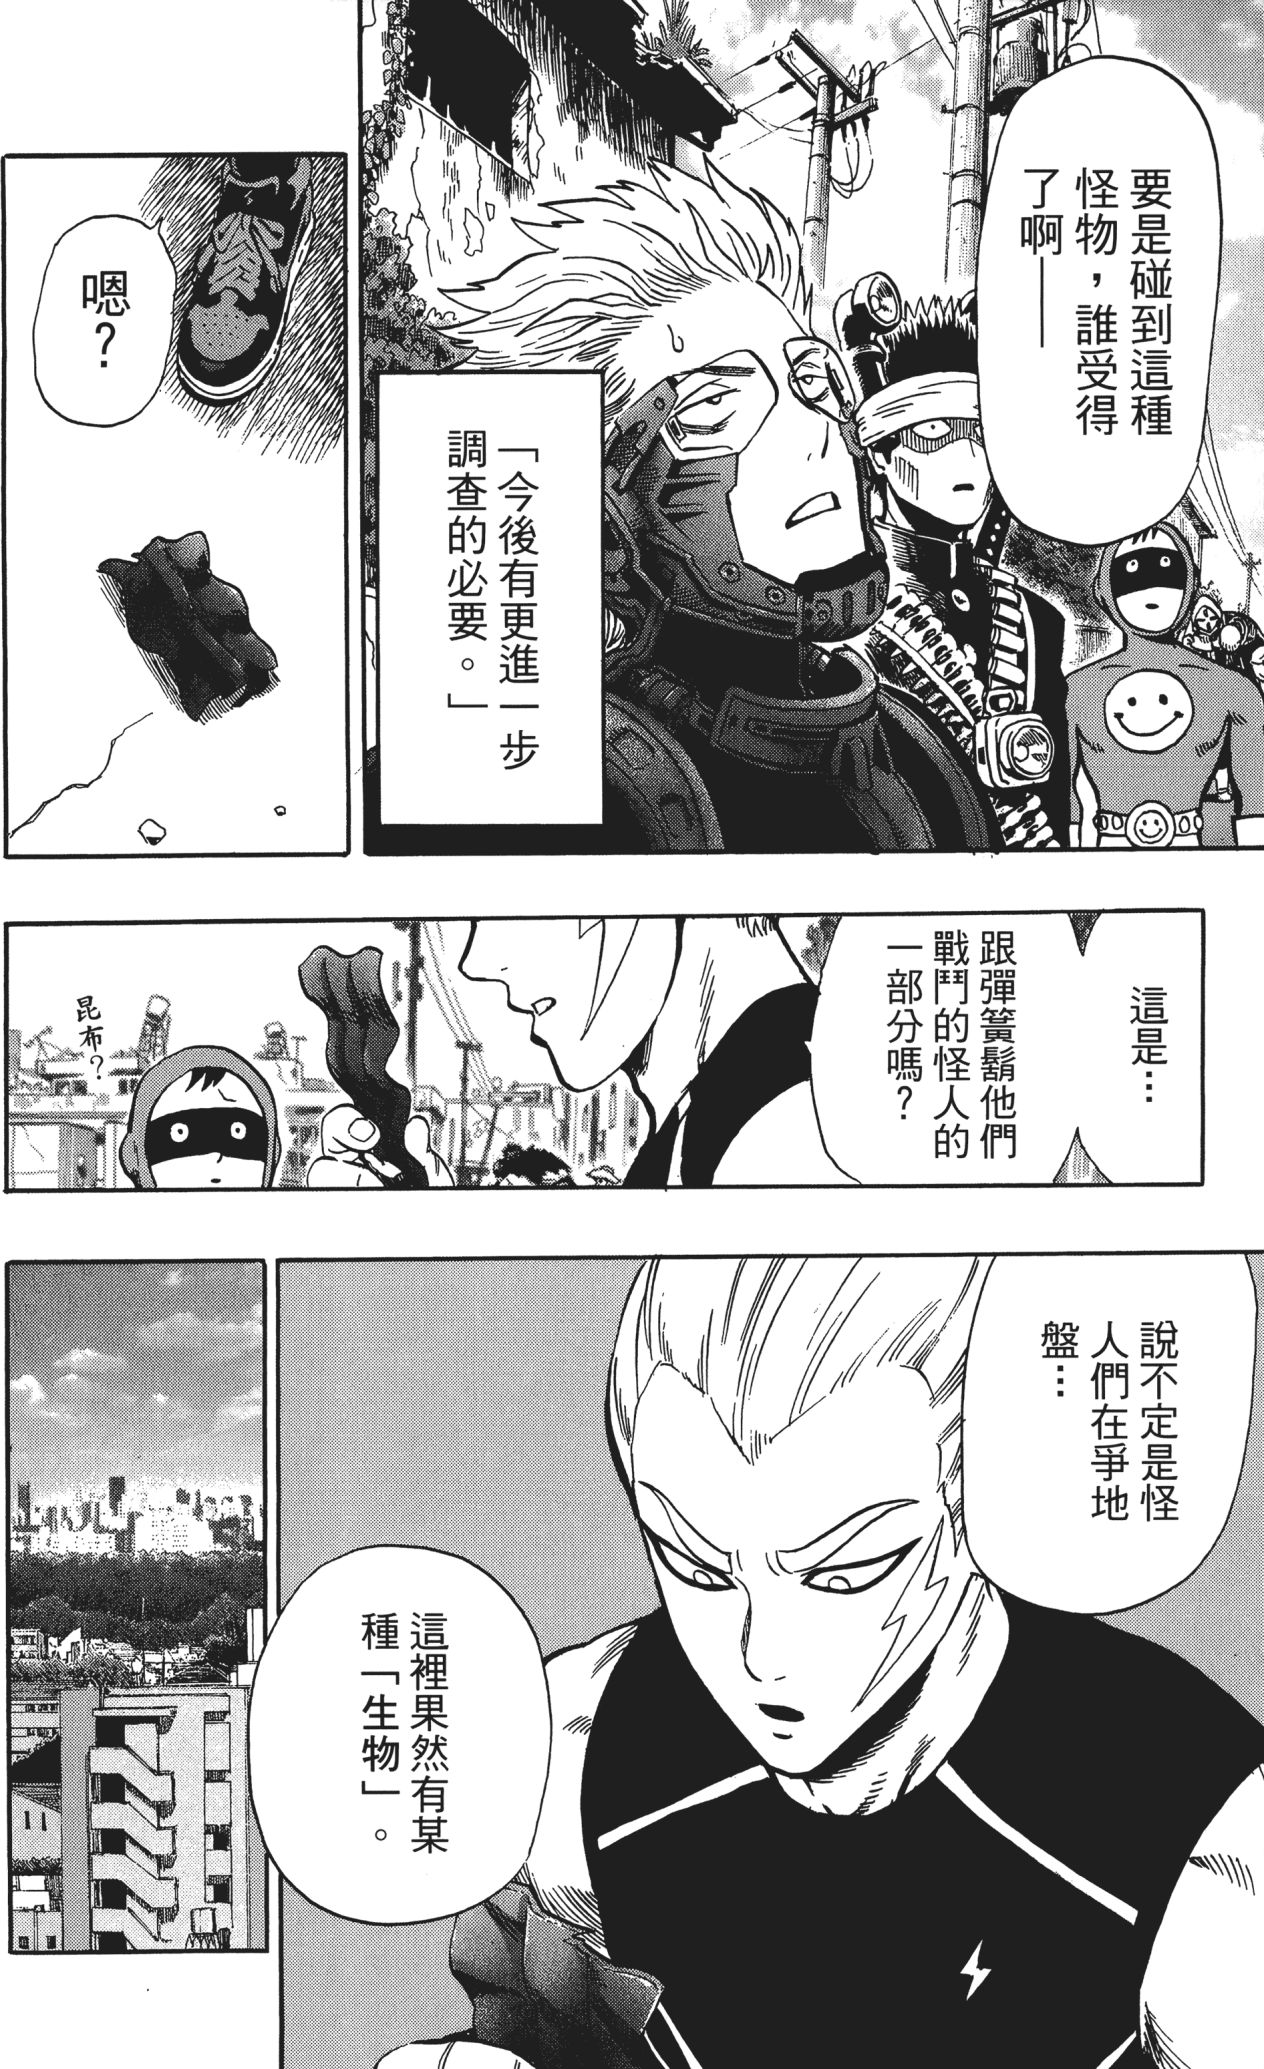 要是碰到這種
怪物，誰受得
了啊——
「今後有更進一步
調查的必要。」
嗯？
這是…
跟彈簧鬍他們
戰鬥的怪人的
一部分嗎？
昆布？
說不定是怪
人們在爭地
盤…
這裡果然有某
種「生物」。